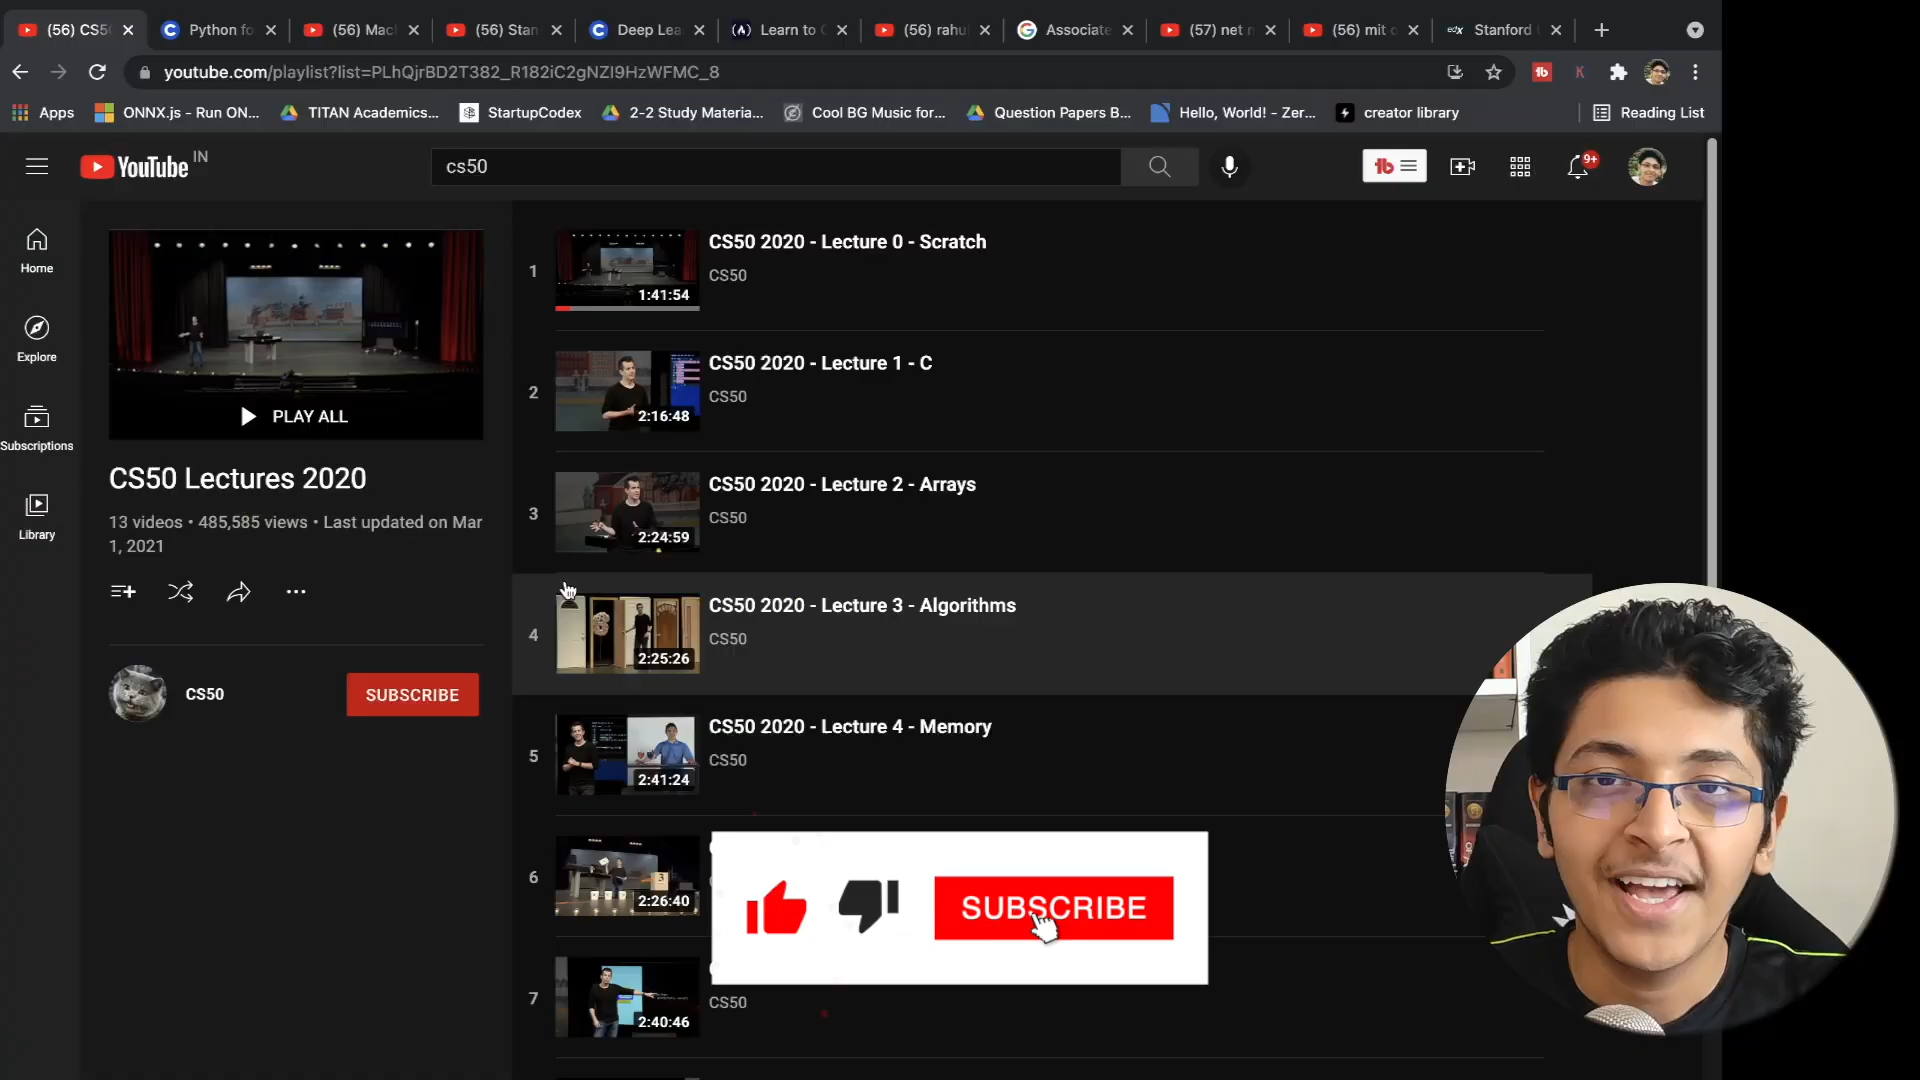 (56) CS5
Python fo
(56) Mac
(56) Stan
Deep Lea
Learn to C
(56) rahu
Associate
(57) net n
(56) mit o
edX Stanford
youtube.com/playlist?list=PLhQjrBD2T382_R182iC2gNZI9HzWFMC_8
Apps
ONNX.js - Run ON...
TITAN Academics...
StartupCodex
2-2 Study Materia...
Cool BG Music for...
Question Papers B...
Hello, World! - Zer...
creator library
Reading List
YouTube IN
cs50
9+
Home
Explore
Subscriptions
Library
PLAY ALL
CS50 Lectures 2020
13 videos • 485,585 views • Last updated on Mar
1, 2021
CS50
SUBSCRIBE
1
1:41:54
CS50 2020 - Lecture 0 - Scratch
CS50
2
2:16:48
CS50 2020 - Lecture 1 - C
CS50
3
2:24:59
CS50 2020 - Lecture 2 - Arrays
CS50
4
2:25:26
CS50 2020 - Lecture 3 - Algorithms
CS50
5
2:41:24
CS50 2020 - Lecture 4 - Memory
CS50
6
2:26:40
7
2:40:46
CS50
SUBSCRIBE